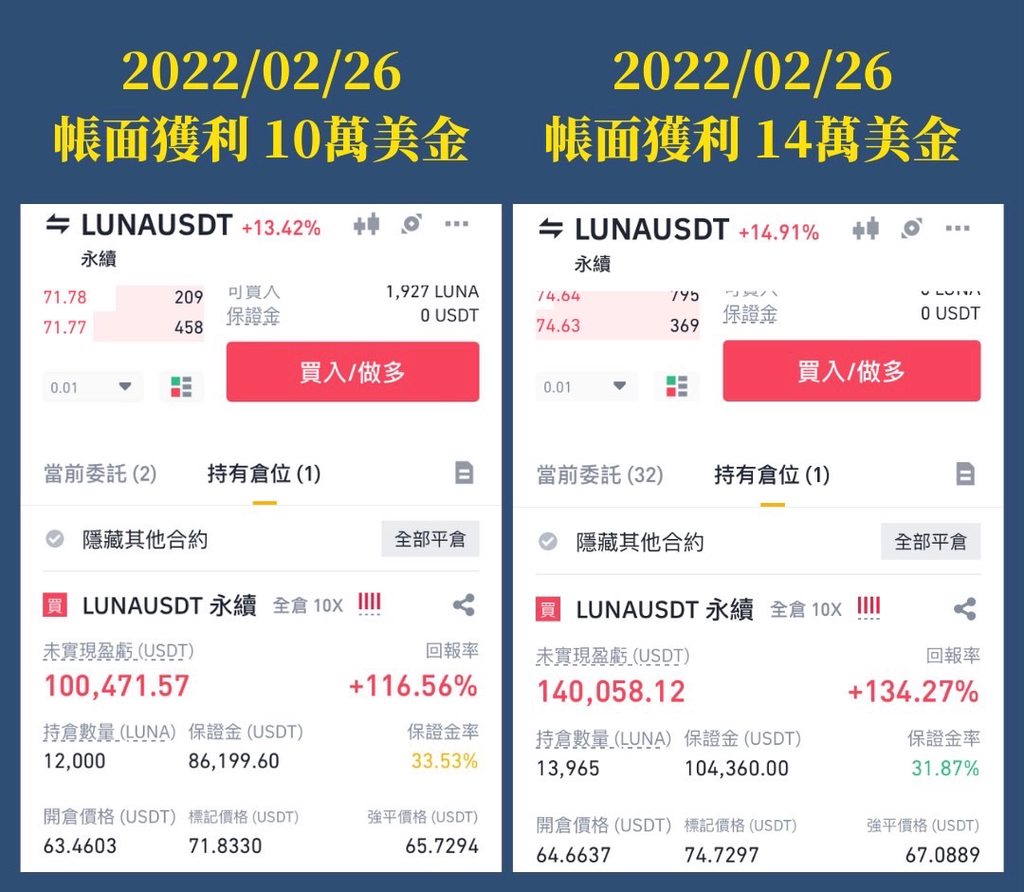 2022/02/26
帳面獲利 10萬美金
LUNAUSDT +13.42%
永續
71.78 209
71.77 458
可買入 1,927 LUNA
保證金 0 USDT
買入/做多
0.01
當前委託 (2) 持有倉位 (1)
隱藏其他合約 全部平倉
買 LUNAUSDT 永續 全倉 10X
未實現盈虧 (USDT) 回報率
100,471.57 +116.56%
持倉數量 (LUNA) 保證金 (USDT) 保證金率
12,000 86,199.60 33.53%
開倉價格 (USDT) 標記價格 (USDT) 強平價格 (USDT)
63.4603 71.8330 65.7294
2022/02/26
帳面獲利 14萬美金
LUNAUSDT +14.91%
永續
74.64 795
74.63 369
可買入 0 LUNA
保證金 0 USDT
買入/做多
0.01
當前委託 (32) 持有倉位 (1)
隱藏其他合約 全部平倉
買 LUNAUSDT 永續 全倉 10X
未實現盈虧 (USDT) 回報率
140,058.12 +134.27%
持倉數量 (LUNA) 保證金 (USDT) 保證金率
13,965 104,360.00 31.87%
開倉價格 (USDT) 標記價格 (USDT) 強平價格 (USDT)
64.6637 74.7297 67.0889